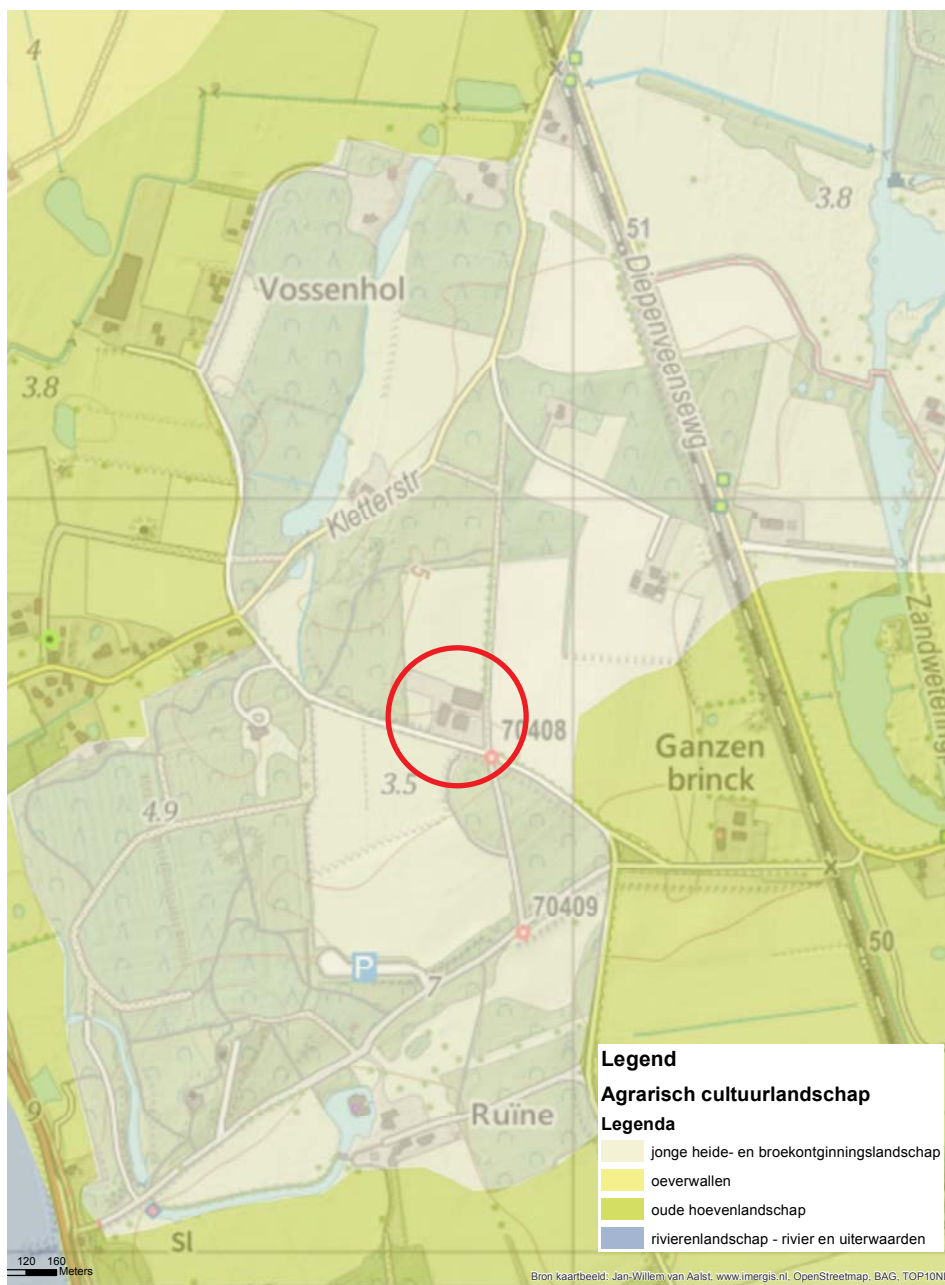 4
3.8
51
Diepenveensewg
Vossenhol
3.8
Kletterstr
5
Zandwetering
70408
Ganzen
brinck
3.5
4.9
70409
50
P
7
Legend
Agrarisch cultuurlandschap
Legenda
9
Ruïne
jonge heide- en broekontginningslandschap
oeverwallen
oude hoevenlandschap
rivierenlandschap - rivier en uiterwaarden
Sl
120 160
Meters
Bron kaartbeeld: Jan-Willem van Aalst, www.imergis.nl, OpenStreetmap, BAG, TOP10N